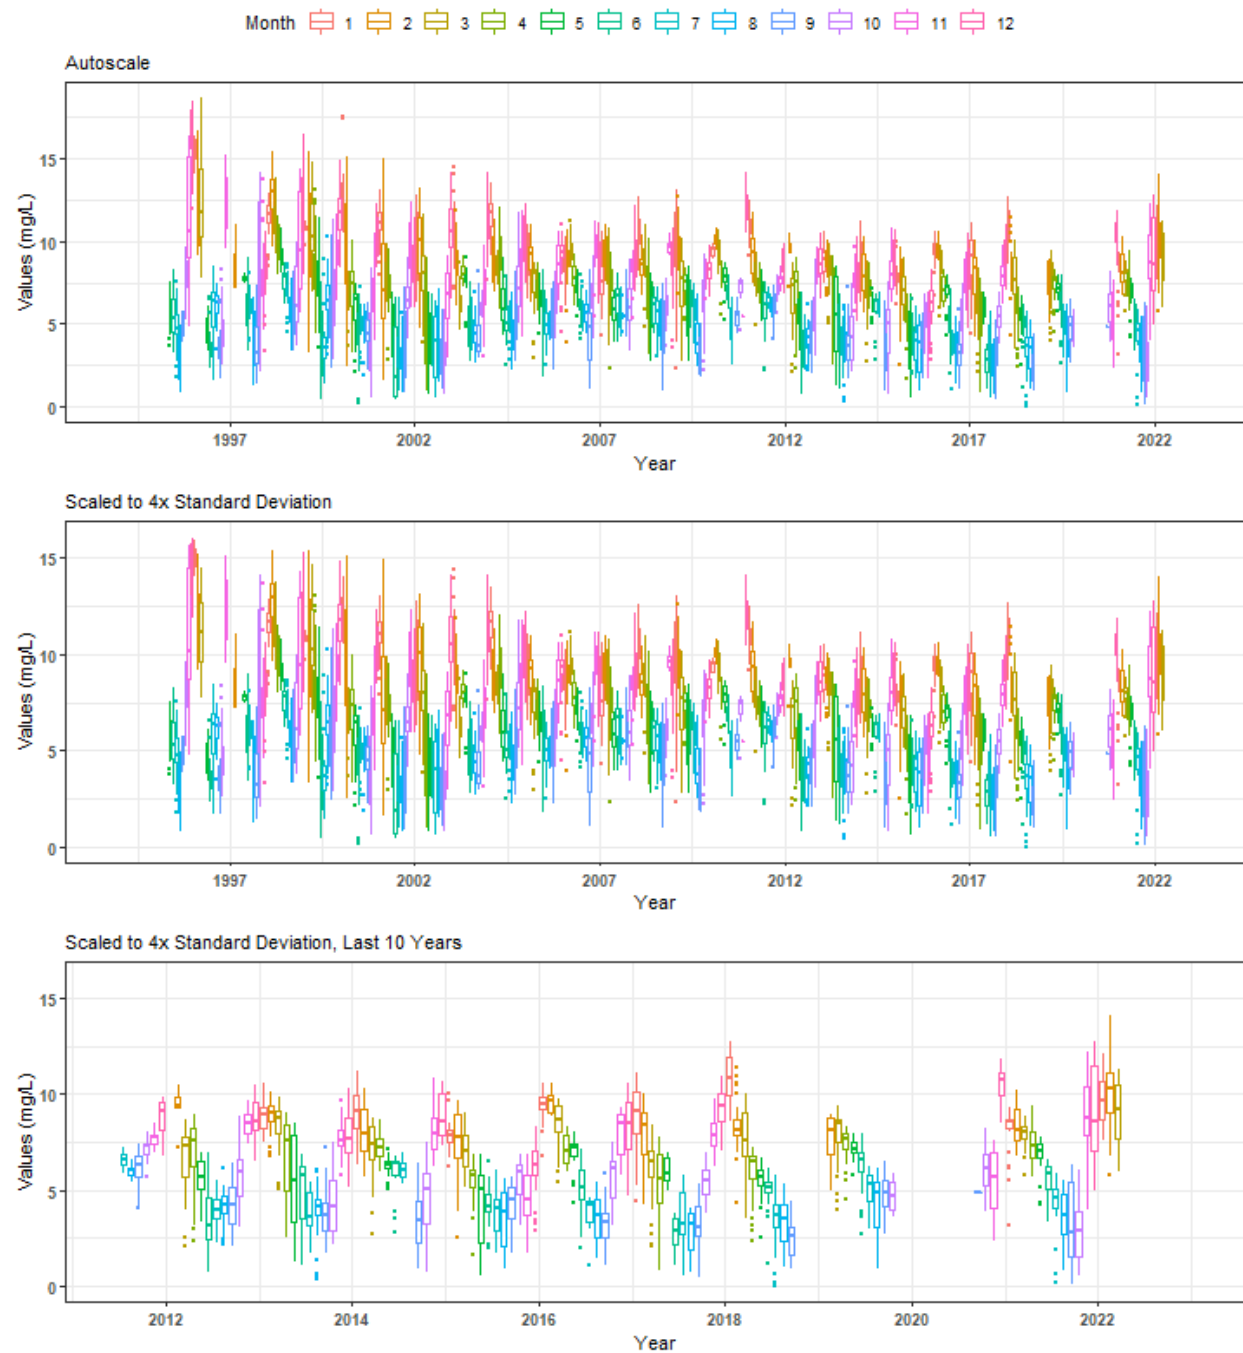 Month 1 2 3 4 5 6 7 8 9 10 11 12
Autoscale
Values (mg/L)
15
10
5
0
1997 2002 2007 2012 2017 2022
Year
Scaled to 4x Standard Deviation
Values (mg/L)
15
10
5
0
1997 2002 2007 2012 2017 2022
Year
Scaled to 4x Standard Deviation, Last 10 Years
Values (mg/L)
15
10
5
0
2012 2014 2016 2018 2020 2022
Year